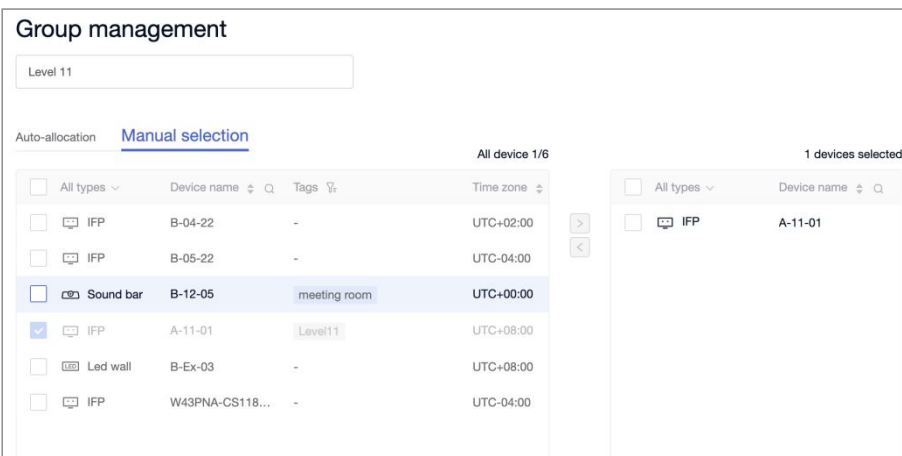 Group management
Level 11
Auto-allocation Manual selection
All device 1/6
1 devices selected
All types Device name Tags Time zone
IFP B-04-22 - UTC+02:00
IFP B-05-22 - UTC-04:00
Sound bar B-12-05 meeting room UTC+00:00
IFP A-11-01 Level11 UTC+08:00
LED Led wall B-Ex-03 - UTC+08:00
IFP W43PNA-CS118... - UTC-04:00
>
<
All types Device name
IFP A-11-01